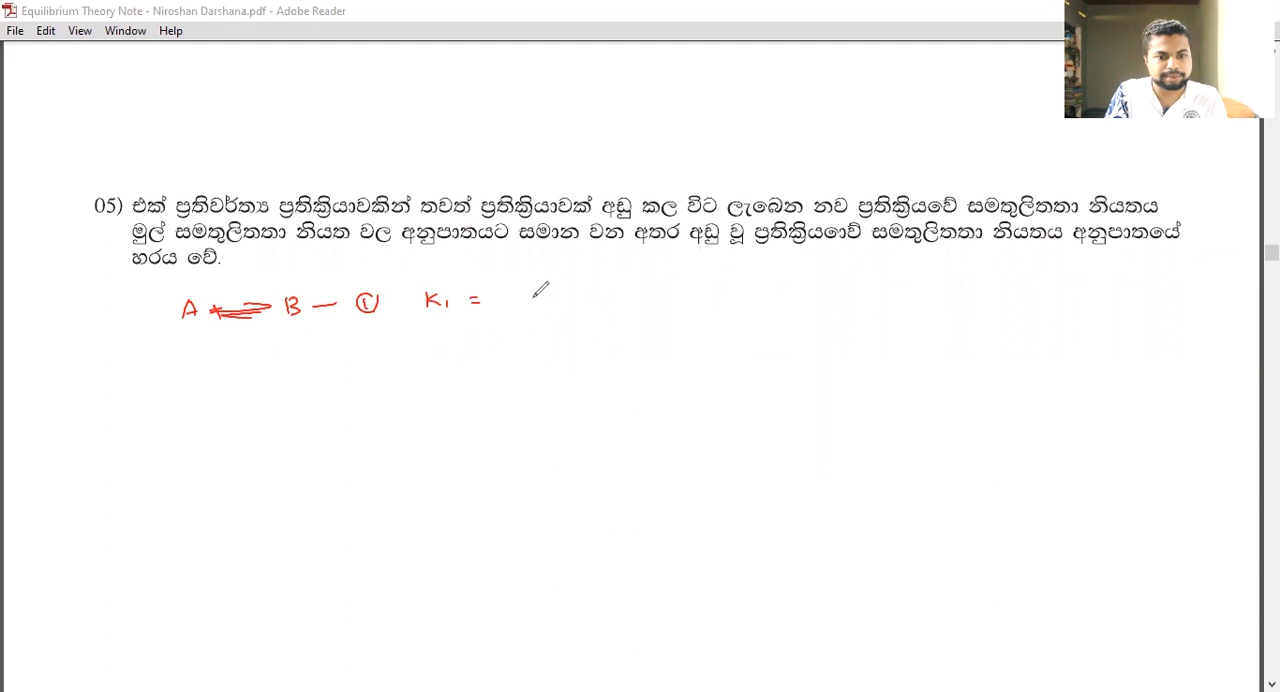 Equilibrium Theory Note - Niroshan Darshana.pdf - Adobe Reader
File Edit View Window Help
05) එක් ප්‍රතිවර්ත්‍ය ප්‍රතික්‍රියාවකින් තවත් ප්‍රතික්‍රියාවක් අඩු කල විට ලැබෙන නව ප්‍රතික්‍රියවේ සමතුලිතතා නියතය
මුල් සමතුලිතතා නියත වල අනුපාතයට සමාන වන අතර අඩු වූ ප්‍රතික්‍රියාවේ සමතුලිතතා නියතය අනුපාතයේ
හරය වේ.
A ⇌ B — ① K₁ =